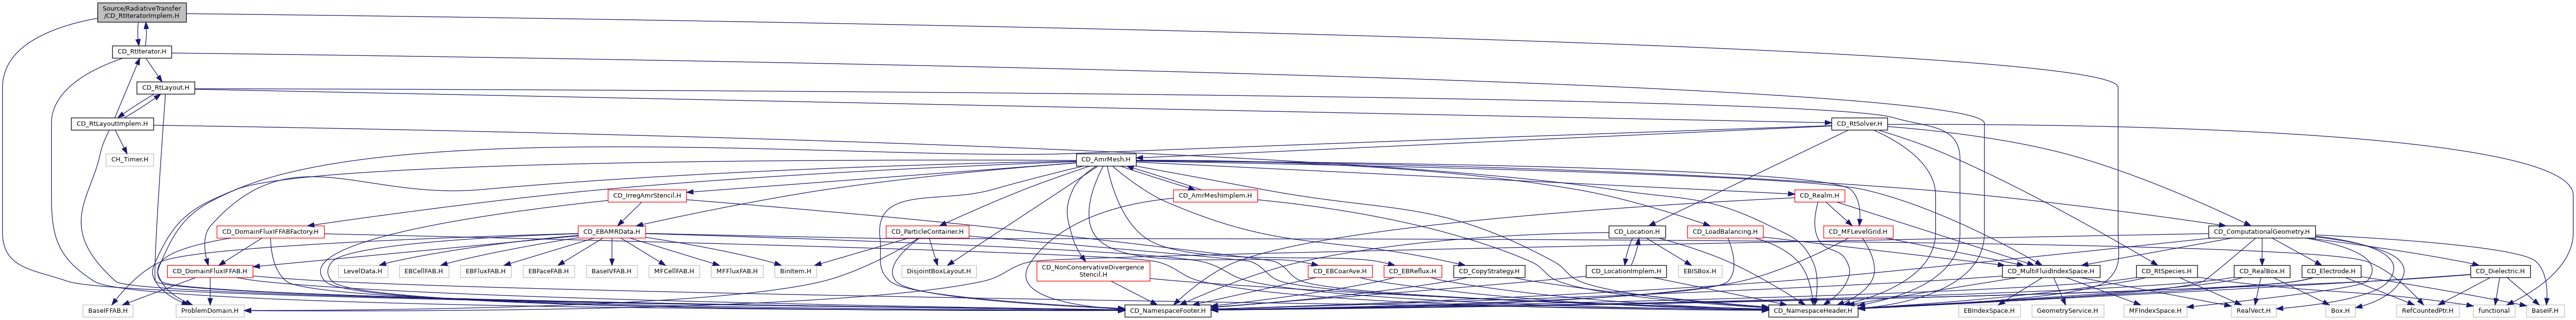 Source/RadiativeTransfer
/CD_RtIteratorImplem.H
CD_RtIterator.H
CD_RtLayout.H
CD_RtLayoutImplem.H
CD_RtSolver.H
CH_Timer.H
CD_AmrMesh.H
CD_IrregAmrStencil.H
CD_AmrMeshImplem.H
CD_Realm.H
CD_DomainFluxIFFABFactory.H
CD_EBAMRData.H
CD_ParticleContainer.H
CD_Location.H
CD_LoadBalancing.H
CD_MFLevelGrid.H
CD_ComputationalGeometry.H
CD_DomainFluxIFFAB.H
LevelData.H
EBCellFAB.H
EBFluxFAB.H
EBFaceFAB.H
BaseIVFAB.H
MFCellFAB.H
MFFluxFAB.H
BinItem.H
DisjointBoxLayout.H
CD_NonConservativeDivergence
Stencil.H
CD_EBCoarAve.H
CD_EBReflux.H
CD_CopyStrategy.H
CD_LocationImplem.H
EBISBox.H
CD_MultiFluidIndexSpace.H
CD_RtSpecies.H
CD_RealBox.H
CD_Electrode.H
CD_Dielectric.H
BaseIFFAB.H
ProblemDomain.H
CD_NamespaceFooter.H
CD_NamespaceHeader.H
EBIndexSpace.H
GeometryService.H
MFIndexSpace.H
RealVect.H
Box.H
RefCountedPtr.H
functional
BaseIF.H